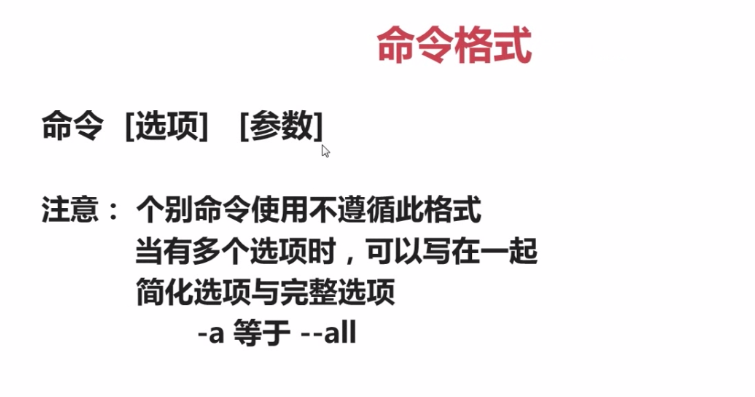 命令格式
命令 [选项] [参数]
注意： 个别命令使用不遵循此格式
当有多个选项时，可以写在一起
简化选项与完整选项
-a 等于 --all